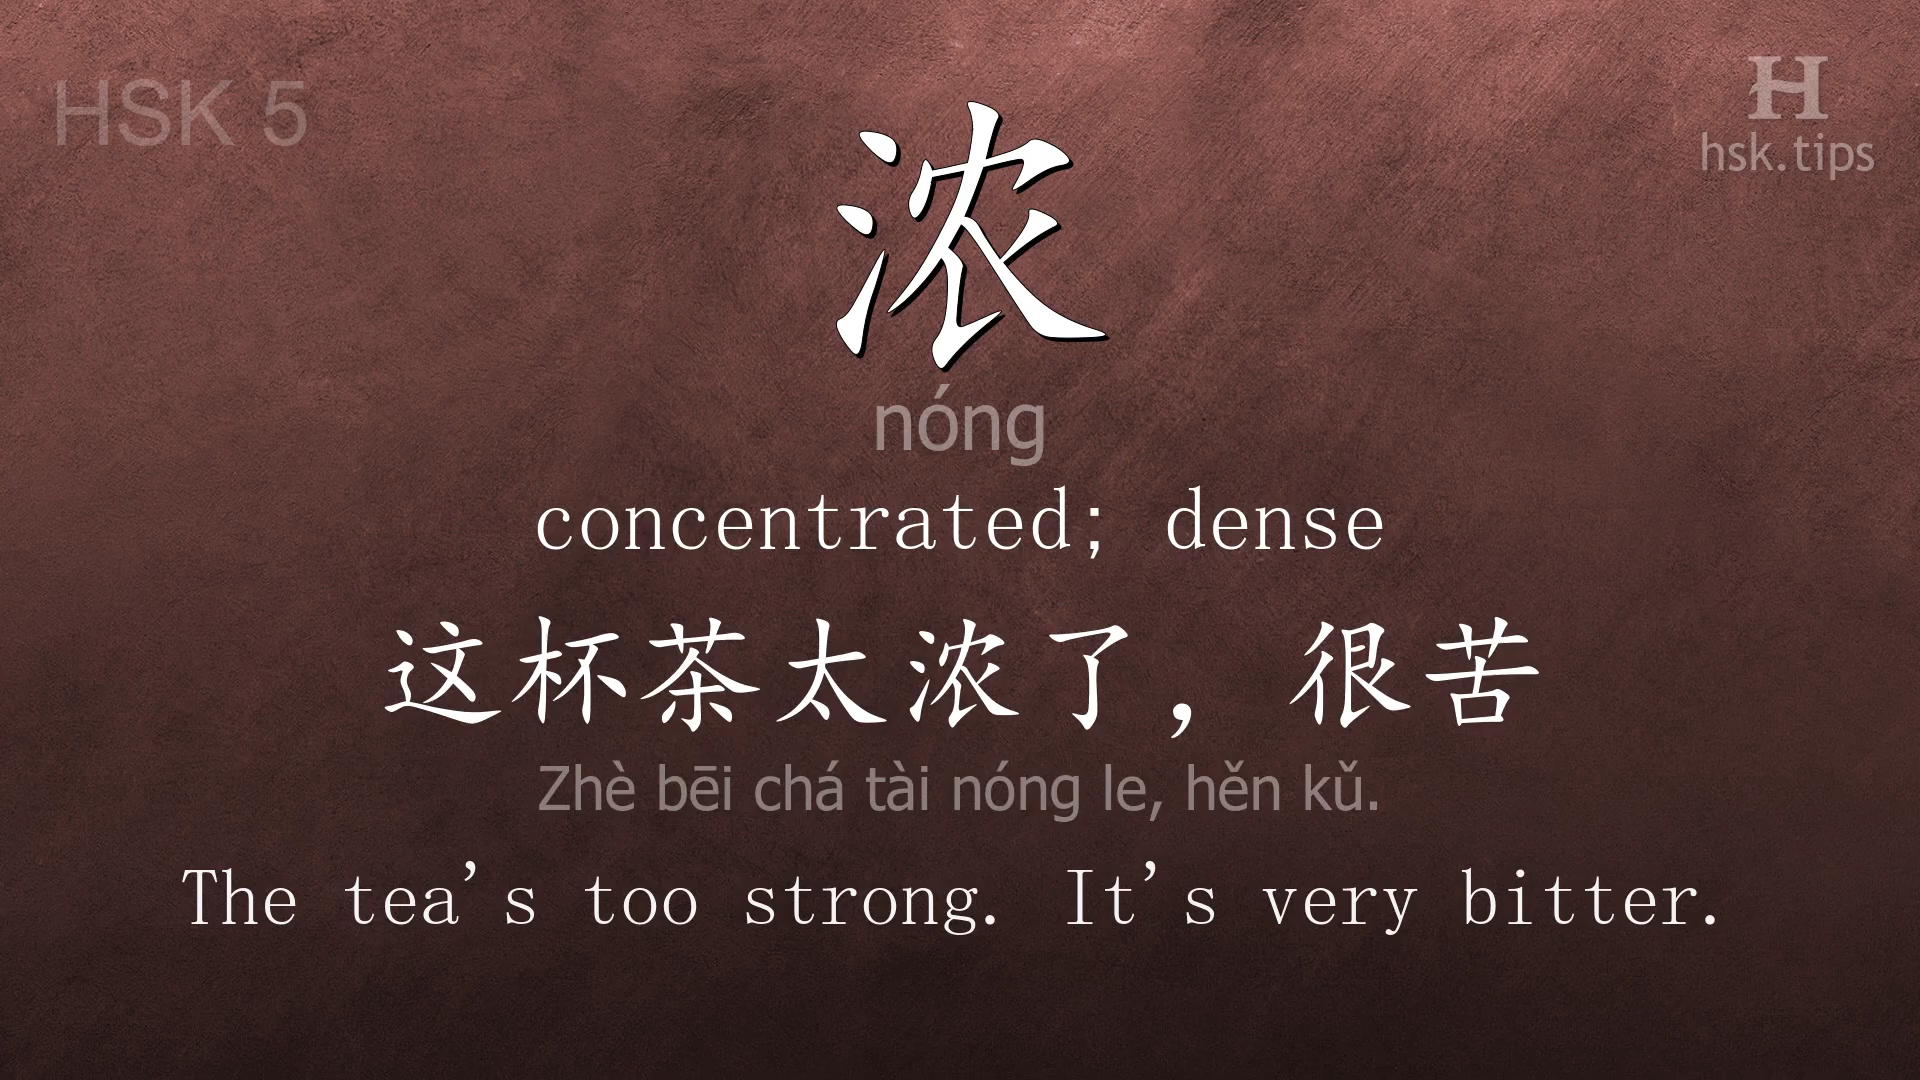 HSK 5
H
hsk.tips
浓
nóng
concentrated; dense
这杯茶太浓了，很苦
Zhè bēi chá tài nóng le, hěn kǔ.
The tea's too strong. It's very bitter.